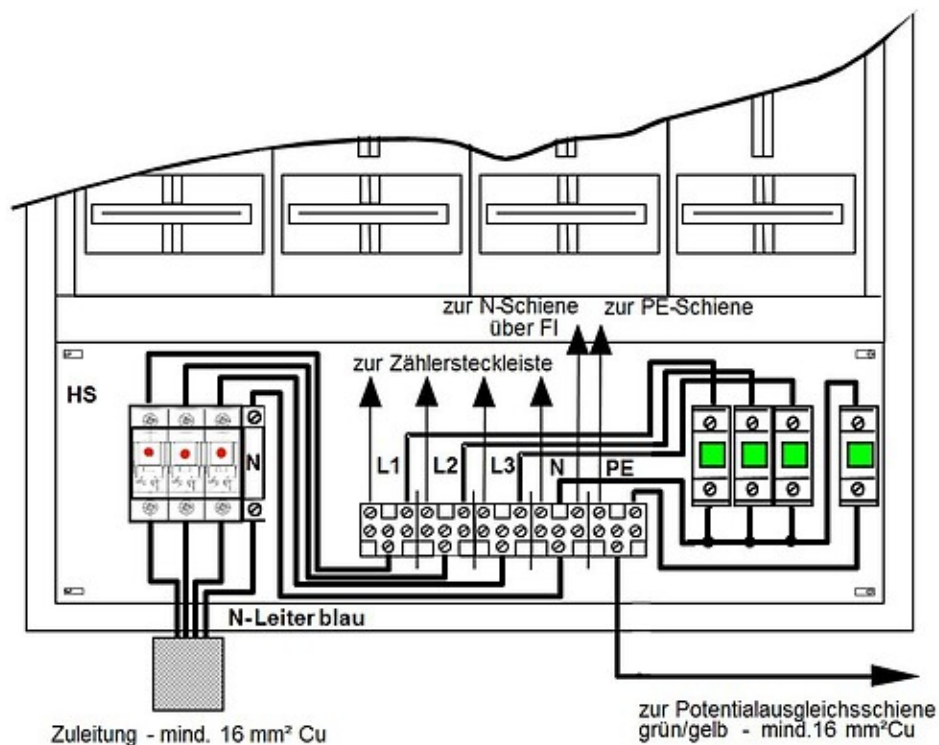 zur N-Schiene
über FI
zur PE-Schiene
zur Zählersteckleiste
HS
N
L1
L2
L3
N
PE
N-Leiter blau
Zuleitung - mind. 16 mm² Cu
zur Potentialausgleichsschiene
grün/gelb - mind.16 mm²Cu